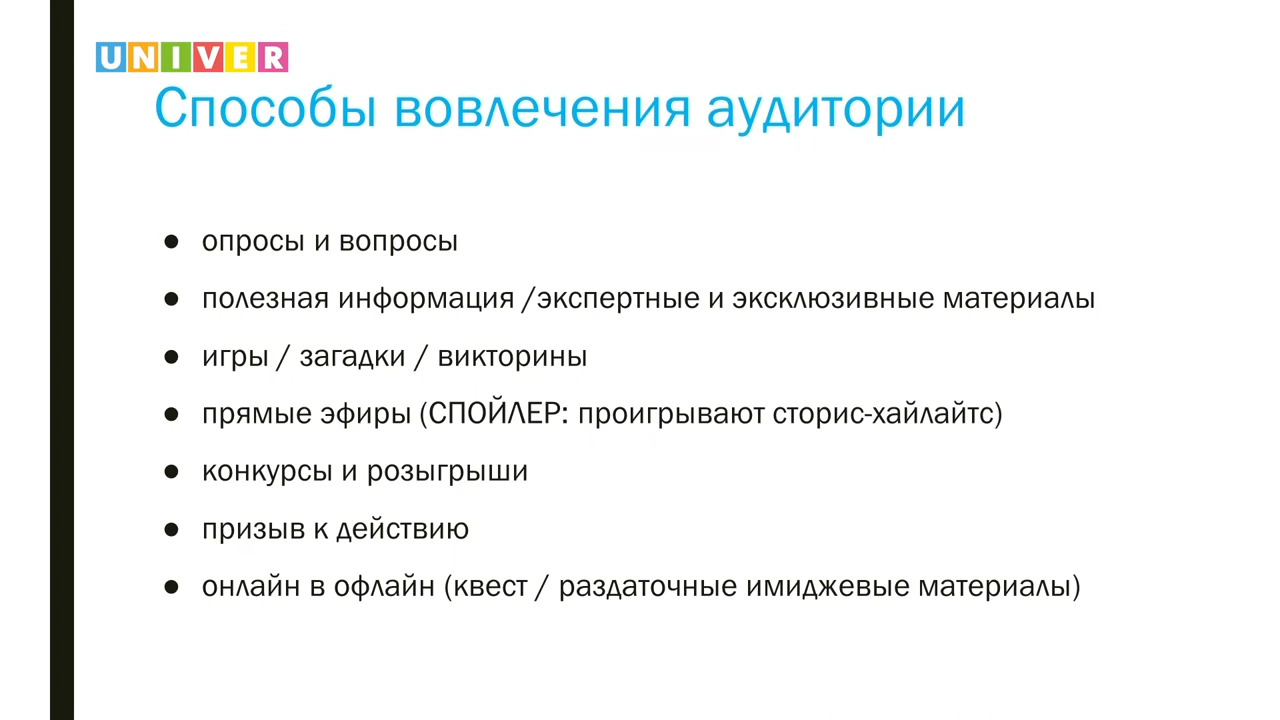 UNIVER
Способы вовлечения аудитории
● опросы и вопросы
● полезная информация /экспертные и эксклюзивные материалы
● игры / загадки / викторины
● прямые эфиры (СПОЙЛЕР: проигрывают сторис-хайлайтс)
● конкурсы и розыгрыши
● призыв к действию
● онлайн в офлайн (квест / раздаточные имиджевые материалы)